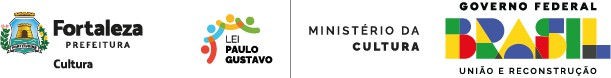 Fortaleza
PREFEITURA
Cultura
LEI
PAULO
GUSTAVO
MINISTÉRIO DA
CULTURA
GOVERNO FEDERAL
BRASIL
UNIÃO E RECONSTRUÇÃO